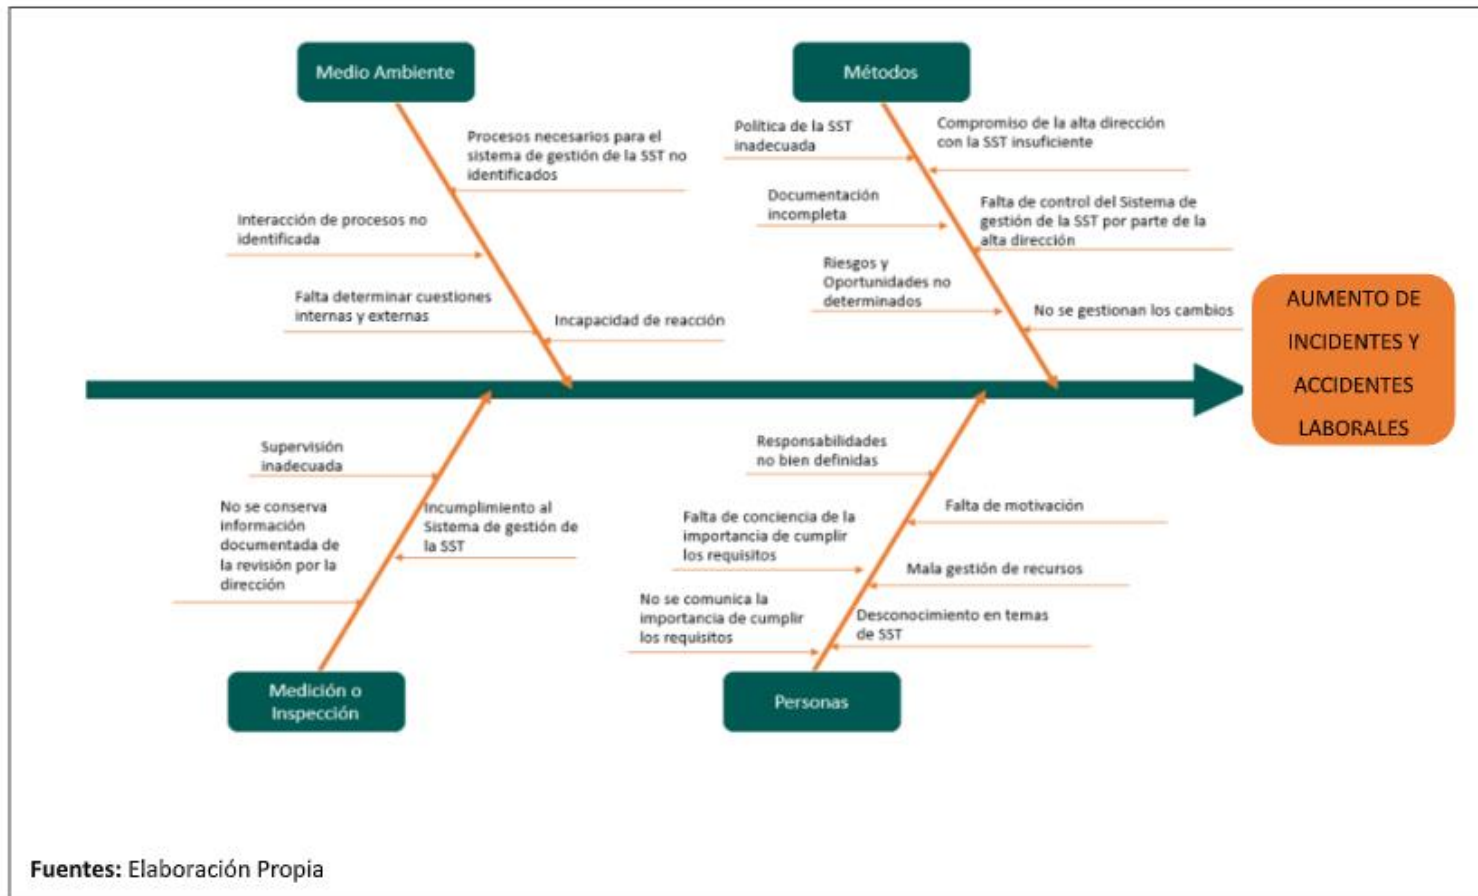 Medio Ambiente
Procesos necesarios para el
sistema de gestión de la SST no
identificados
Interacción de procesos no
identificada
Falta determinar cuestiones
internas y externas
Incapacidad de reacción
Métodos
Política de la SST
inadecuada
Compromiso de la alta dirección
con la SST insuficiente
Documentación
incompleta
Falta de control del Sistema de
gestión de la SST por parte de la
alta dirección
Riesgos y
Oportunidades no
determinados
No se gestionan los cambios
AUMENTO DE
INCIDENTES Y
ACCIDENTES
LABORALES
Supervisión
inadecuada
No se conserva
información
documentada de
la revisión por la
dirección
Incumplimiento al
Sistema de gestión de
la SST
Medición o
Inspección
Responsabilidades
no bien definidas
Falta de motivación
Falta de conciencia de la
importancia de cumplir
los requisitos
Mala gestión de recursos
No se comunica la
importancia de cumplir
los requisitos
Desconocimiento en temas
de SST
Personas
Fuentes: Elaboración Propia